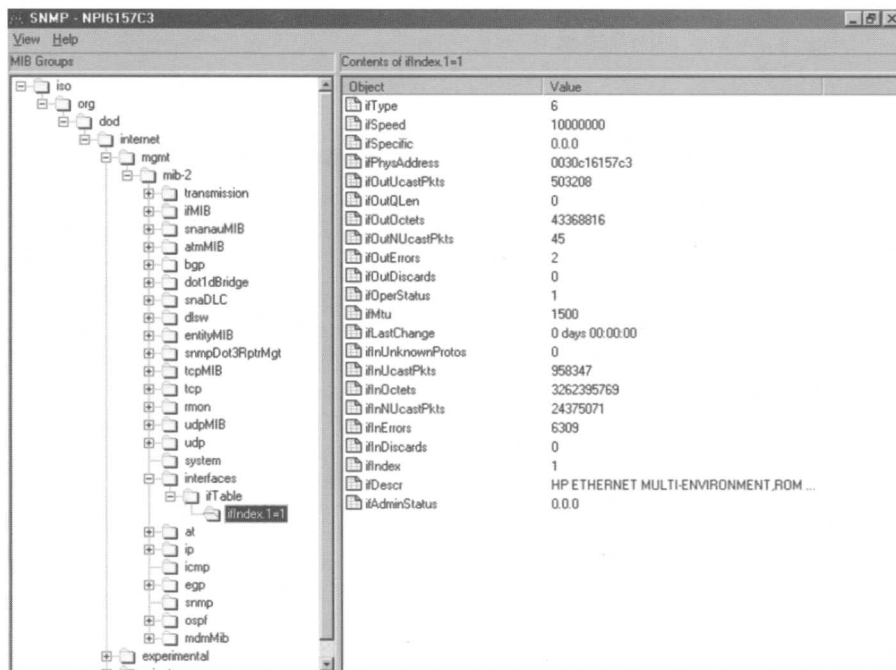 SNMP - NPI6157C3
View Help
MIB Groups
Contents of ifIndex.1=1
iso
org
dod
internet
mgmt
mib-2
transmission
ifMIB
snanauMIB
atmMIB
bgp
dot1dBridge
snaDLC
dlsw
entityMIB
snmpDot3RptrMgt
tcpMIB
tcp
rmon
udpMIB
udp
system
interfaces
ifTable
ifIndex.1=1
at
ip
icmp
egp
snmp
ospf
mdmMib
experimental
Object Value
ifType 6
ifSpeed 10000000
ifSpecific 0.0.0
ifPhysAddress 0030c16157c3
ifOutUcastPkts 503208
ifOutQLen 0
ifOutOctets 43368816
ifOutNUcastPkts 45
ifOutErrors 2
ifOutDiscards 0
ifOperStatus 1
ifMtu 1500
ifLastChange 0 days 00:00:00
ifInUnknownProtos 0
ifInUcastPkts 958347
ifInOctets 3262395769
ifInNUcastPkts 24375071
ifInErrors 6309
ifInDiscards 0
ifIndex 1
ifDescr HP ETHERNET MULTI-ENVIRONMENT,ROM ...
ifAdminStatus 0.0.0